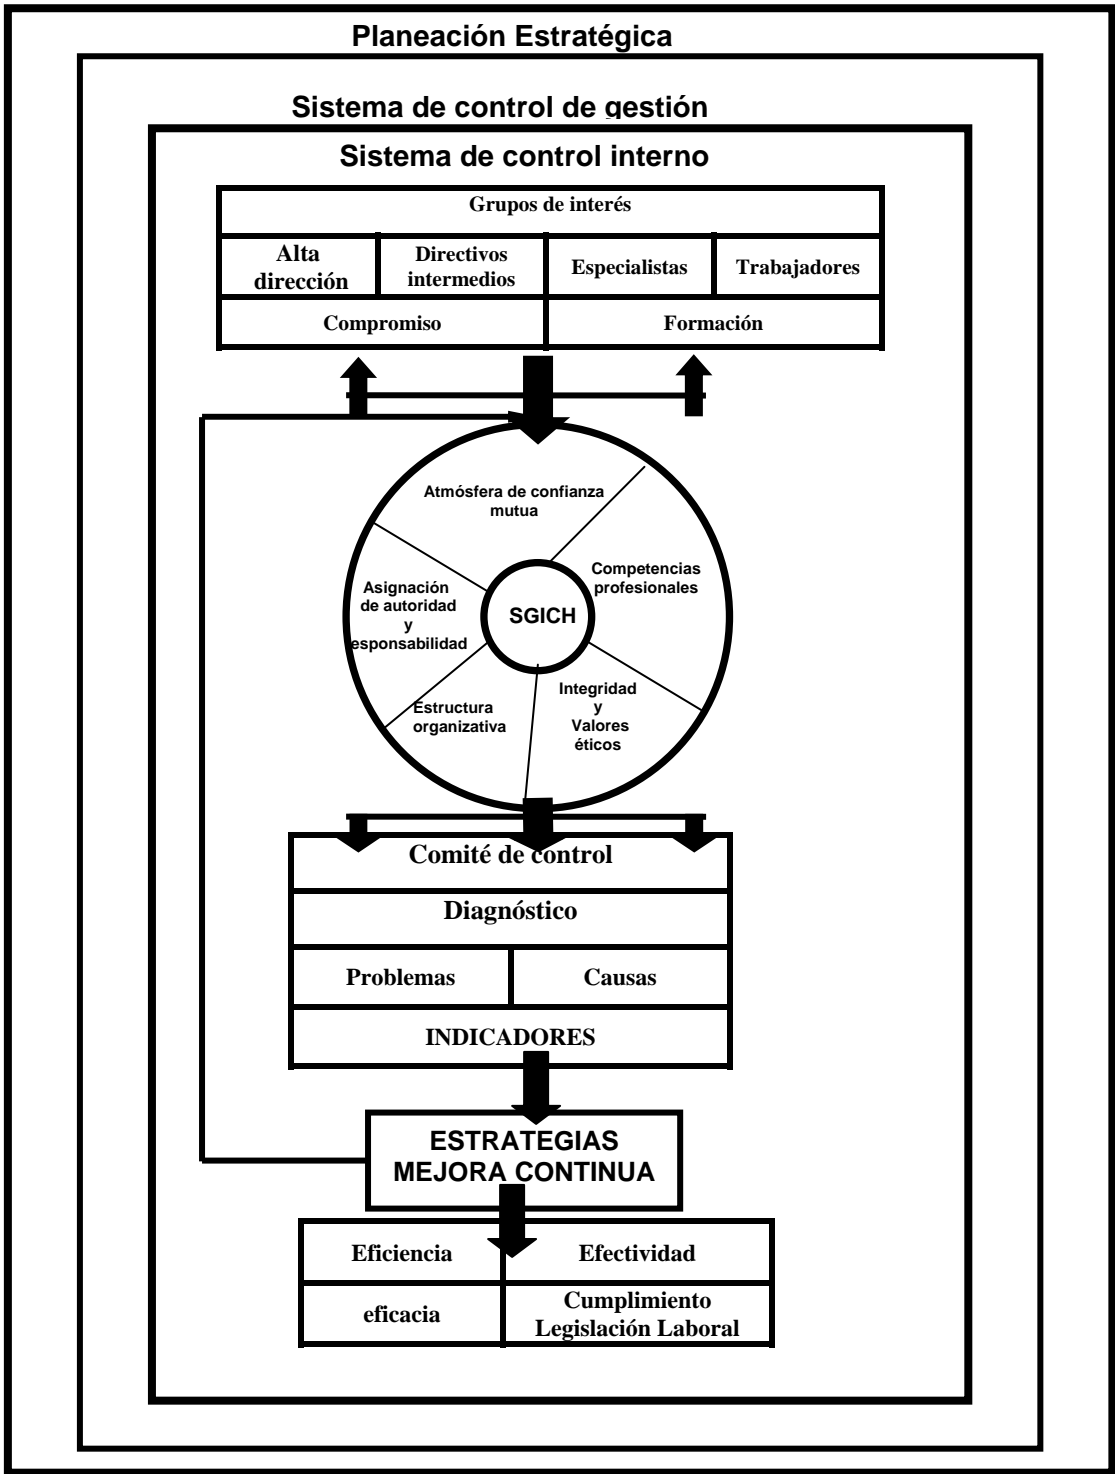 Planeación Estratégica
Sistema de control de gestión
Sistema de control interno
Grupos de interés
Alta
dirección
Directivos
intermedios
Especialistas
Trabajadores
Compromiso
Formación
Atmósfera de confianza
mutua
Competencias
profesionales
Asignación
de autoridad
y
esponsabilidad
SGICH
Integridad
y
Valores
éticos
Estructura
organizativa
Comité de control
Diagnóstico
Problemas
Causas
INDICADORES
ESTRATEGIAS
MEJORA CONTINUA
Eficiencia
Efectividad
eficacia
Cumplimiento
Legislación Laboral